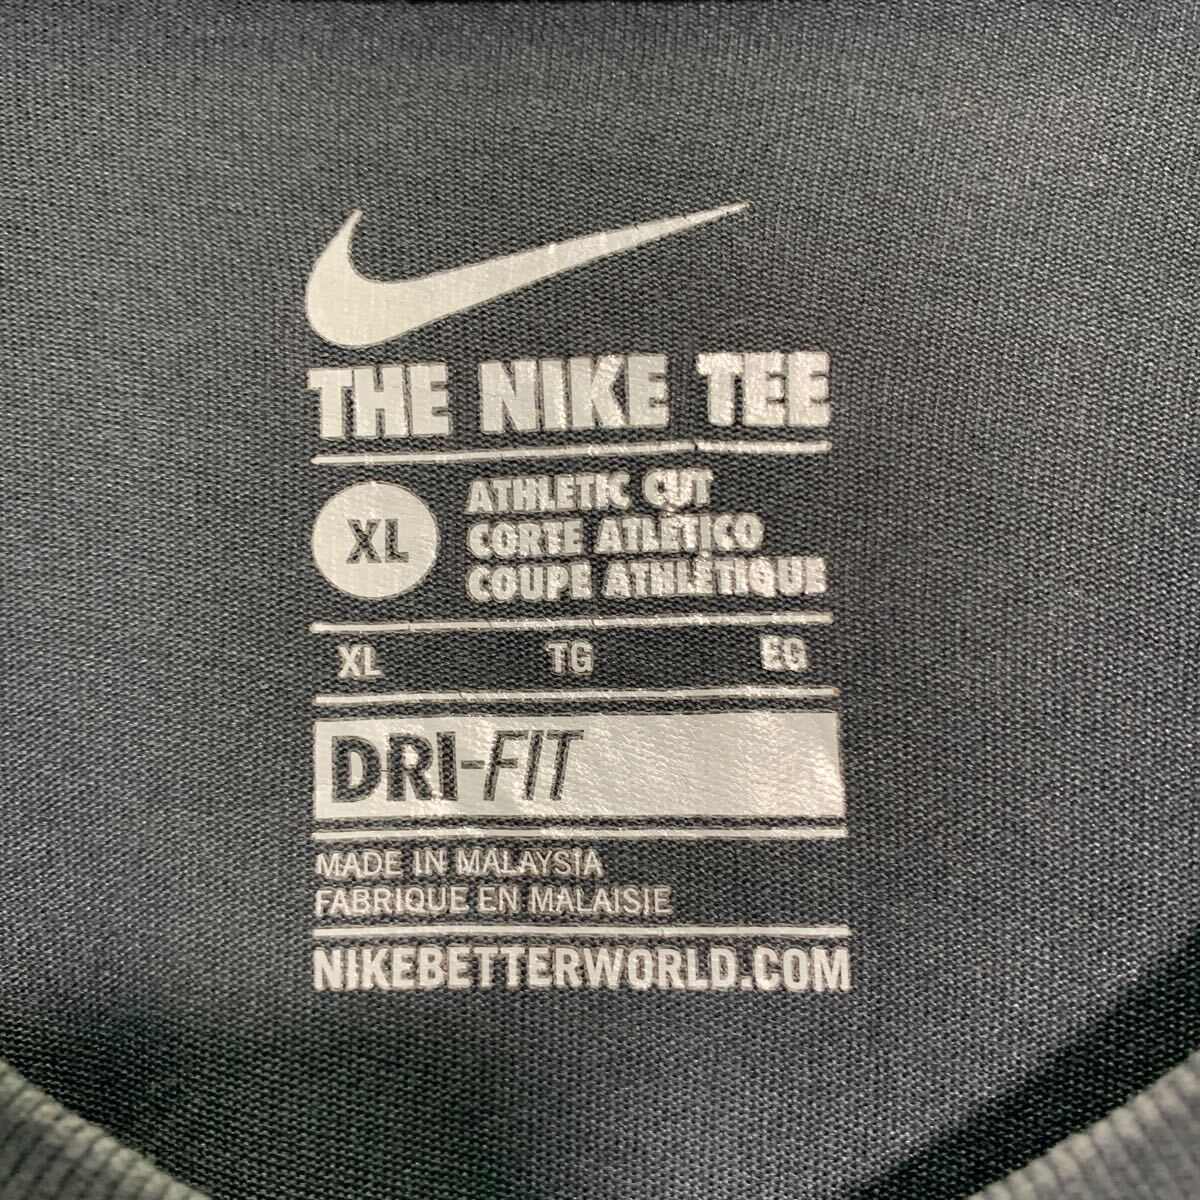 THE NIKE TEE
XL
ATHLETIC CUT
CORTE ATLÉTICO
COUPE ATHLÉTIQUE
XL TG EG
DRI-FIT
MADE IN MALAYSIA
FABRIQUE EN MALAISIE
NIKEBETTERWORLD.COM